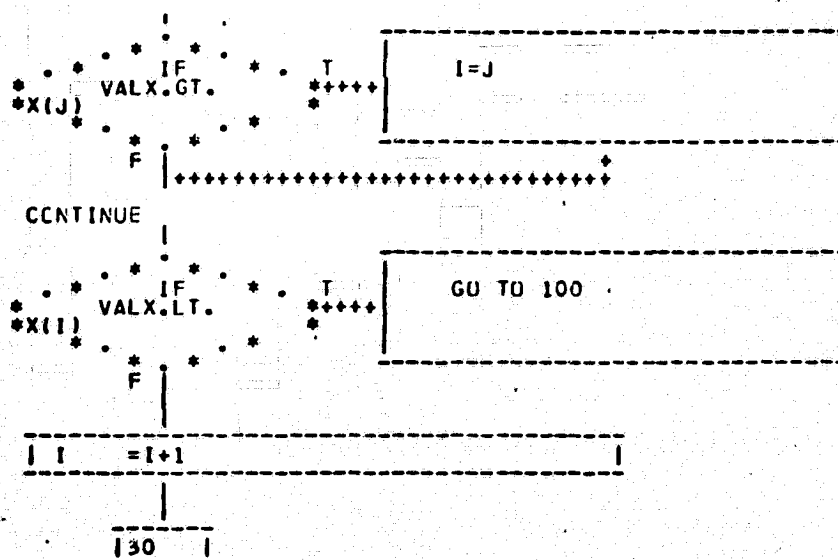 IF
T
I=J
VALX.GT.
*X(J)
F
CCNTINUE
IF
T
GO TO 100
VALX.LT.
*X(I)
F
I =I+1
30